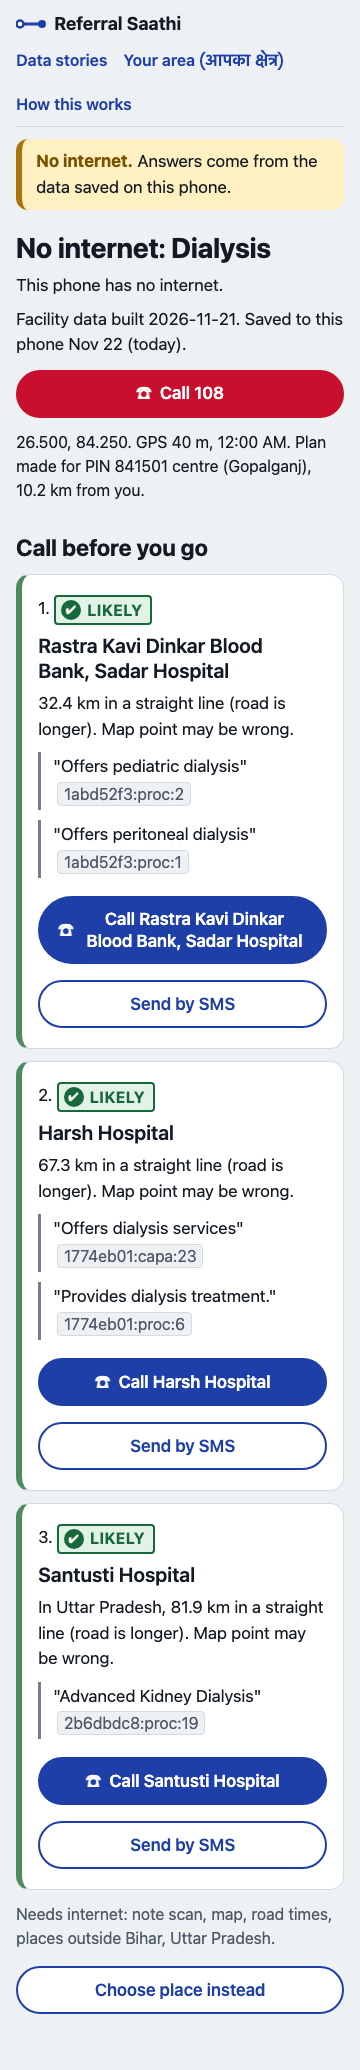 Referral Saathi
Data stories Your area (आपका क्षेत्र)
How this works
No internet. Answers come from the
data saved on this phone.
No internet: Dialysis
This phone has no internet.
Facility data built 2026-11-21. Saved to this
phone Nov 22 (today).
☎ Call 108
26.500, 84.250. GPS 40 m, 12:00 AM. Plan
made for PIN 841501 centre (Gopalganj),
10.2 km from you.
Call before you go
1. LIKELY
Rastra Kavi Dinkar Blood
Bank, Sadar Hospital
32.4 km in a straight line (road is
longer). Map point may be wrong.
"Offers pediatric dialysis"
1abd52f3:proc:2
"Offers peritoneal dialysis"
1abd52f3:proc:1
☎ Call Rastra Kavi Dinkar
Blood Bank, Sadar Hospital
Send by SMS
2. LIKELY
Harsh Hospital
67.3 km in a straight line (road is
longer). Map point may be wrong.
"Offers dialysis services"
1774eb01:capa:23
"Provides dialysis treatment."
1774eb01:proc:6
☎ Call Harsh Hospital
Send by SMS
3. LIKELY
Santusti Hospital
In Uttar Pradesh, 81.9 km in a straight
line (road is longer). Map point may
be wrong.
"Advanced Kidney Dialysis"
2b6dbdc8:proc:19
☎ Call Santusti Hospital
Send by SMS
Needs internet: note scan, map, road times,
places outside Bihar, Uttar Pradesh.
Choose place instead